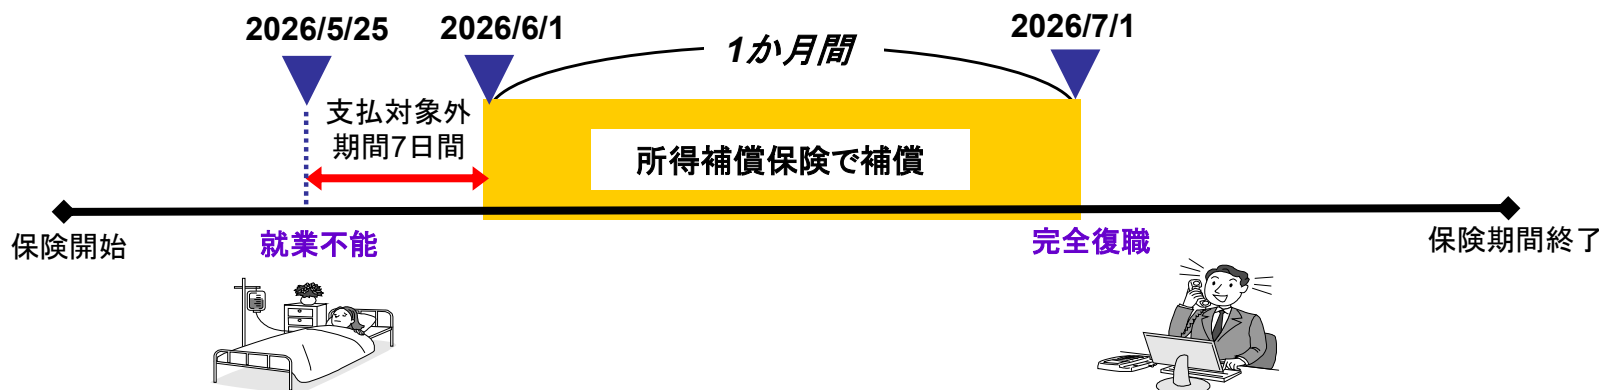 2026/5/25
2026/6/1
1か月間
2026/7/1
支払対象外
期間7日間
所得補償保険で補償
保険開始
就業不能
完全復職
保険期間終了